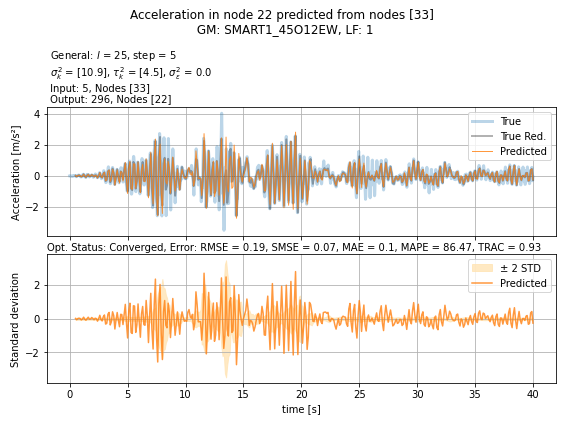 Acceleration in node 22 predicted from nodes [33]
GM: SMART1_45O12EW, LF: 1
General: l = 25, step = 5
σ²ₖ = [10.9], τ²ₖ = [4.5], σ²ε = 0.0
Input: 5, Nodes [33]
Output: 296, Nodes [22]
Acceleration [m/s²]
4
2
0
−2
True
True Red.
Predicted
Opt. Status: Converged, Error: RMSE = 0.19, SMSE = 0.07, MAE = 0.1, MAPE = 86.47, TRAC = 0.93
Standard deviation
2
0
−2
± 2 STD
Predicted
0 5 10 15 20 25 30 35 40
time [s]